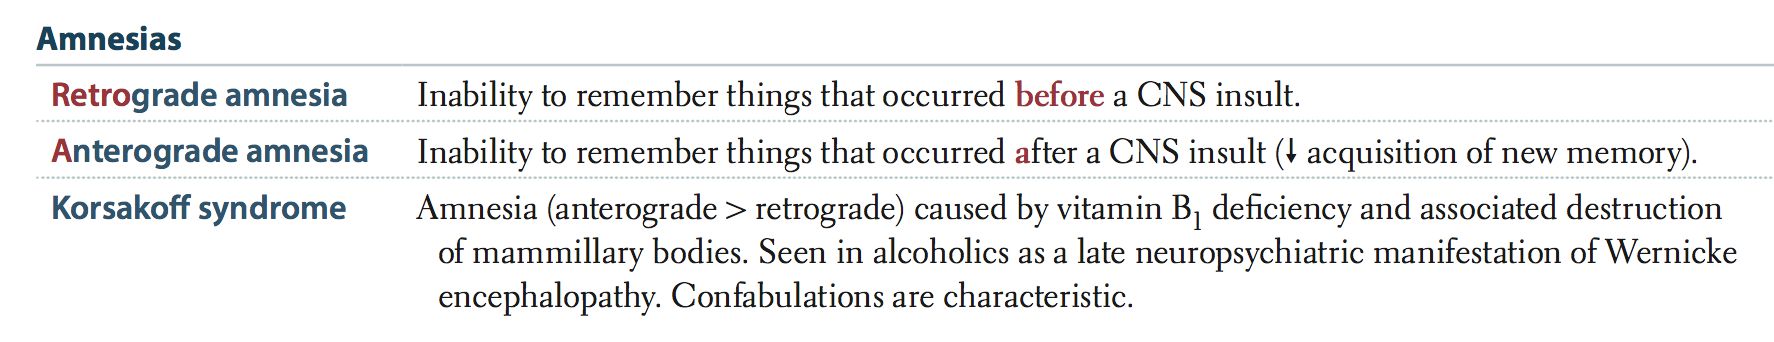 Amnesias
Retrograde amnesia Inability to remember things that occurred before a CNS insult.
Anterograde amnesia Inability to remember things that occurred after a CNS insult (↓ acquisition of new memory).
Korsakoff syndrome Amnesia (anterograde > retrograde) caused by vitamin B₁ deficiency and associated destruction
of mammillary bodies. Seen in alcoholics as a late neuropsychiatric manifestation of Wernicke
encephalopathy. Confabulations are characteristic.